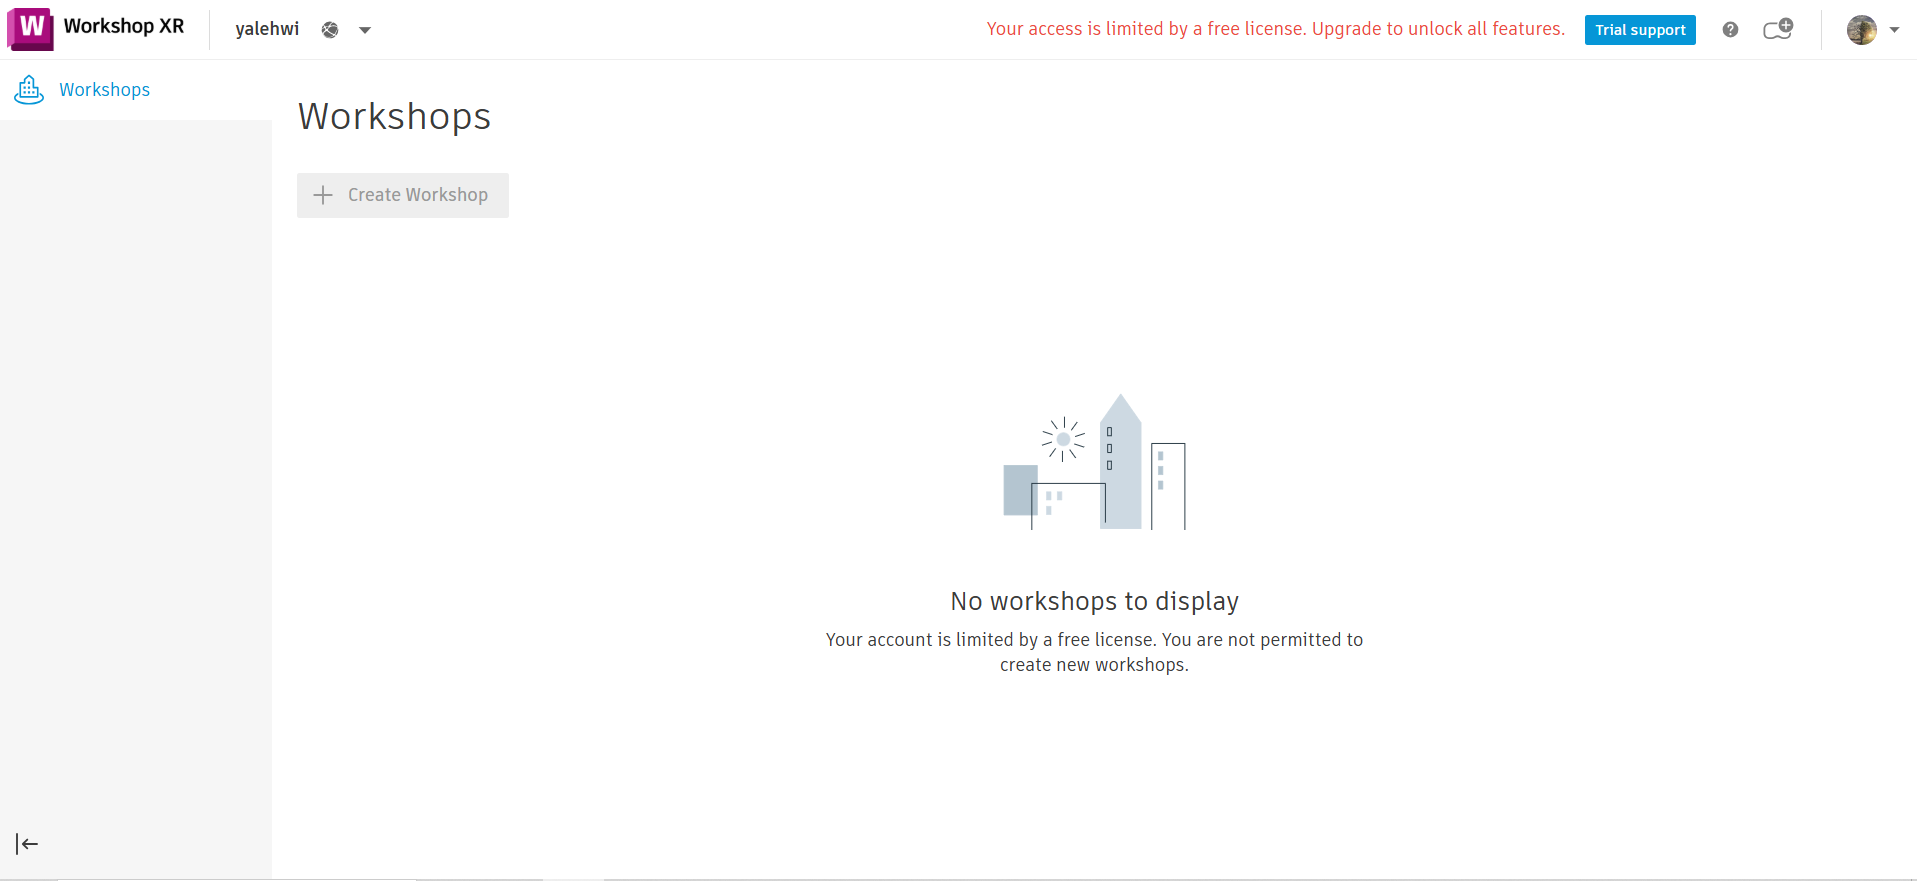 W Workshop XR
yalehwi
Your access is limited by a free license. Upgrade to unlock all features.
Trial support
Workshops
Workshops
Create Workshop
No workshops to display
Your account is limited by a free license. You are not permitted to
create new workshops.